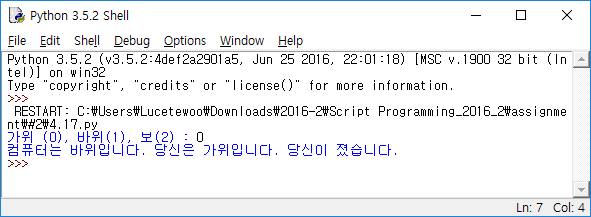 Python 3.5.2 Shell
File Edit Shell Debug Options Window Help
Python 3.5.2 (v3.5.2:4def2a2901a5, Jun 25 2016, 22:01:18) [MSC v.1900 32 bit (In
tel)] on win32
Type "copyright", "credits" or "license()" for more information.
>>>
RESTART: C:₩Users₩Lucetewoo₩Downloads₩2016-2₩Script Programming_2016_2₩assignme
nt₩#2₩4.17.py
가위 (0), 바위(1), 보(2) : 0
컴퓨터는 바위입니다. 당신은 가위입니다. 당신이 졌습니다.
>>>
Ln: 7 Col: 4